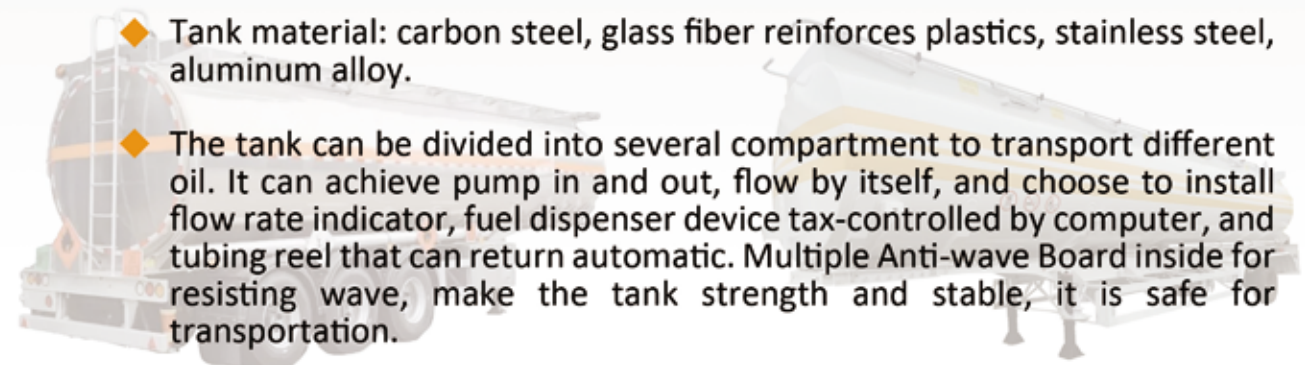 Tank material: carbon steel, glass fiber reinforces plastics, stainless steel,
aluminum alloy.
The tank can be divided into several compartment to transport different
oil. It can achieve pump in and out, flow by itself, and choose to install
flow rate indicator, fuel dispenser device tax-controlled by computer, and
tubing reel that can return automatic. Multiple Anti-wave Board inside for
resisting wave, make the tank strength and stable, it is safe for
transportation.